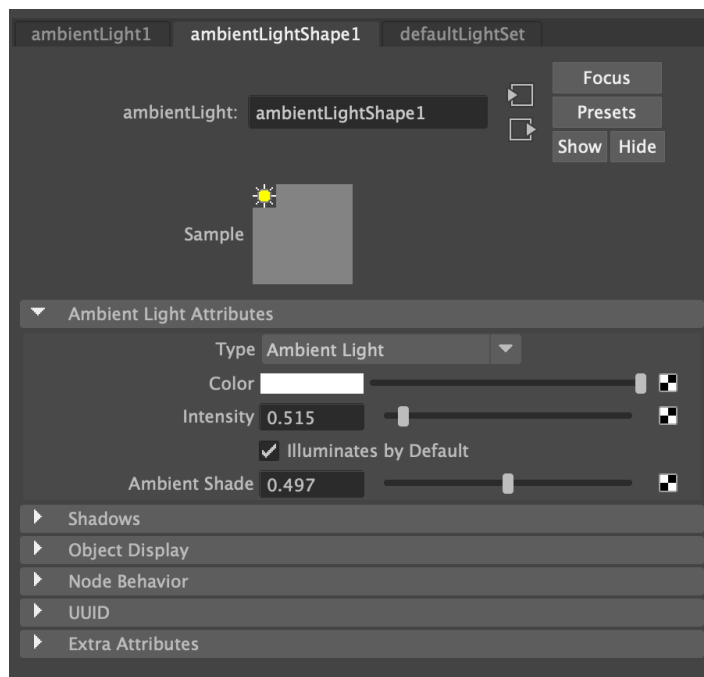 ambientLight1 ambientLightShape1 defaultLightSet
Focus
ambientLight: ambientLightShape1 Presets
Show Hide
Sample
Ambient Light Attributes
Type Ambient Light
Color
Intensity 0.515
Illuminates by Default
Ambient Shade 0.497
Shadows
Object Display
Node Behavior
UUID
Extra Attributes